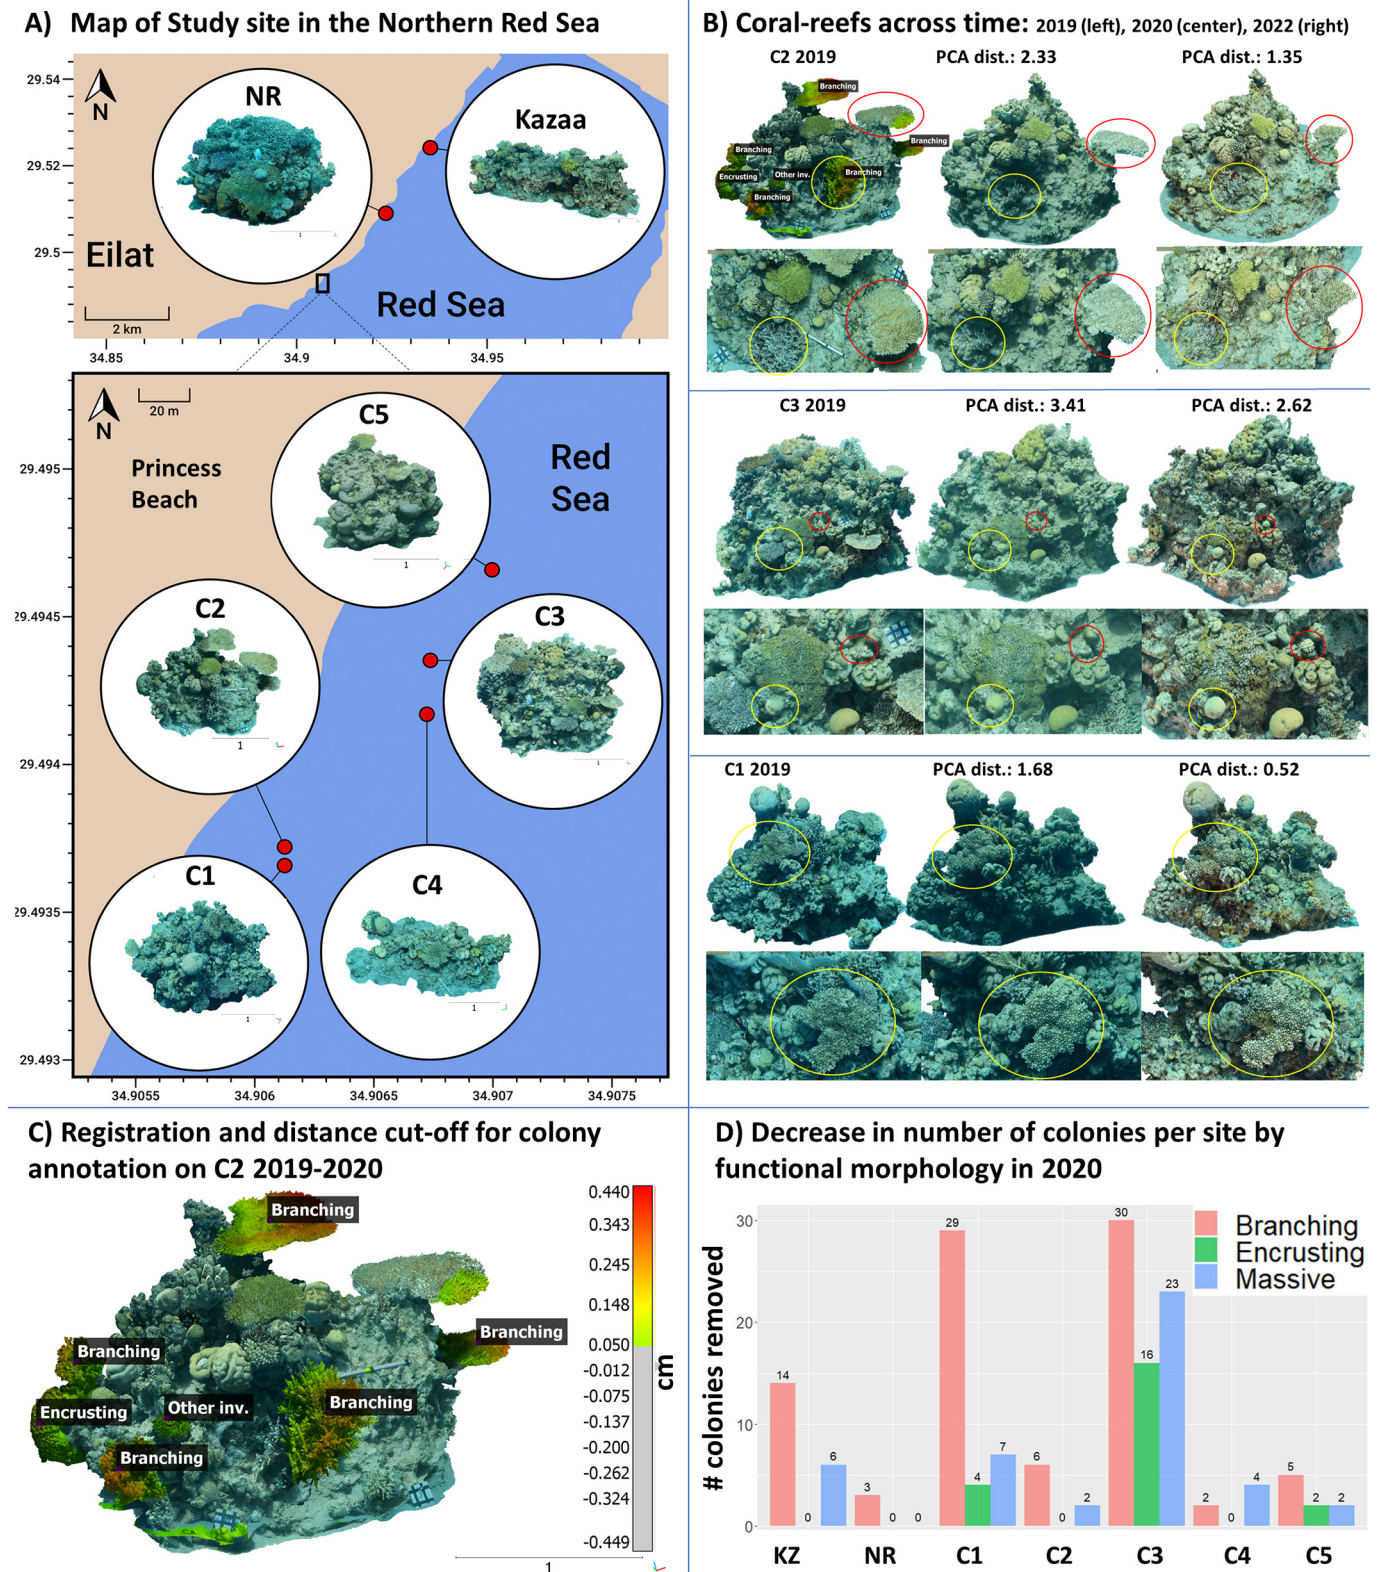 A) Map of Study site in the Northern Red Sea
29.54
29.52
29.5
N
NR
Kazaa
Eilat
Red Sea
2 km
1
34.85
34.9
34.95
20 m
N
Princess
Beach
Red
Sea
C5
1
C2
1
C3
1
C1
1
C4
1
29.495
29.4945
29.494
29.4935
29.493
34.9055
34.906
34.9065
34.907
34.9075
B) Coral-reefs across time: 2019 (left), 2020 (center), 2022 (right)
C2 2019
PCA dist.: 2.33
PCA dist.: 1.35
Branching
Branching
Branching
Encrusting
Other inv.
Branching
Branching
C3 2019
PCA dist.: 3.41
PCA dist.: 2.62
C1 2019
PCA dist.: 1.68
PCA dist.: 0.52
C) Registration and distance cut-off for colony
annotation on C2 2019-2020
Branching
Branching
Branching
Encrusting
Other inv.
Branching
Branching
0.440
0.343
0.245
0.148
0.050
-0.012
-0.075
-0.137
-0.200
-0.262
-0.324
-0.449
cm
1
D) Decrease in number of colonies per site by
functional morphology in 2020
# colonies removed
30
20
10
0
14
0
6
3
0
0
29
4
7
6
0
2
30
16
23
2
0
4
5
2
2
Branching
Encrusting
Massive
KZ
NR
C1
C2
C3
C4
C5